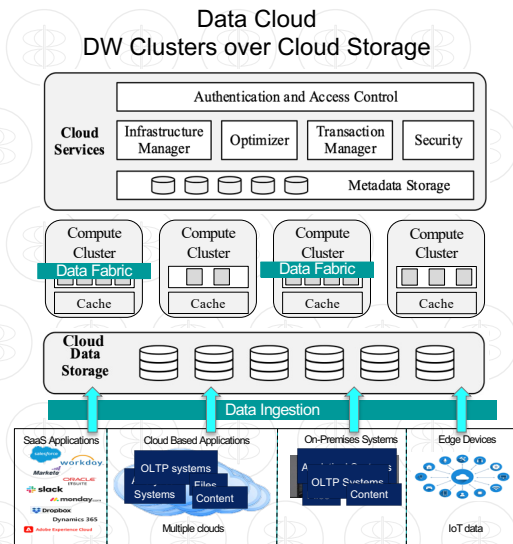 Data Cloud
DW Clusters over Cloud Storage
Authentication and Access Control
Cloud
Services
Infrastructure
Manager
Optimizer
Transaction
Manager
Security
Metadata Storage
Compute
Cluster
Data Fabric
Cache
Compute
Cluster
Cache
Compute
Cluster
Data Fabric
Cache
Compute
Cluster
Cache
Cloud
Data
Storage
Data Ingestion
SaaS Applications
salesforce
workday
Marketo
ORACLE
NETSUITE
slack
monday.com
Dropbox
Dynamics 365
Adobe Experience Cloud
Cloud Based Applications
OLTP systems
Files
Systems
Content
Multiple clouds
On-Premises Systems
OLTP Systems
Content
Edge Devices
IoT data